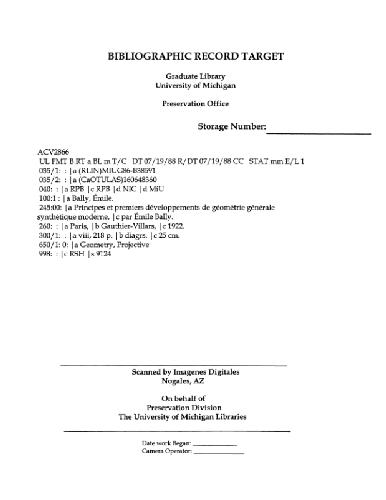 BIBLIOGRAPHIC RECORD TARGET
Graduate Library
University of Michigan
Preservation Office
Storage Number:
ACV2866
UL FMT B RT a BL m T/C DT 07/19/88 R/DT 07/19/88 CC STAT mm E/L 1
035/1: : |a (RLIN)MIUG86-B38691
035/2: : |a (CaOTULAS)160648360
040: : |a RPB |c RPB |d NIC |d MiU
100:1 : |a Bally, Émile.
245:00: |a Principes et premiers développements de géométrie générale
synthétique moderne. |c par Émile Bally.
260: : |a Paris, |b Gauthier-Villars, |c 1922.
300/1: : |a viii, 218 p. |b diagrs. |c 25 cm.
650/1: 0: |a Geometry, Projective
998: : |c RSH |s 9124
Scanned by Imagenes Digitales
Nogales, AZ
On behalf of
Preservation Division
The University of Michigan Libraries
Date work Began:
Camera Operator: